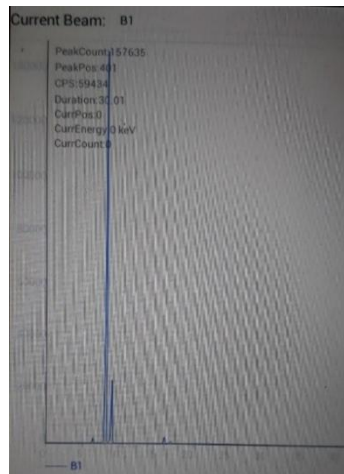 Current Beam: B1
PeakCount:157635
PeakPos:401
CPS:59434
Duration:30.01
CurrPos:0
CurrEnergy:0 keV
CurrCount:0
B1